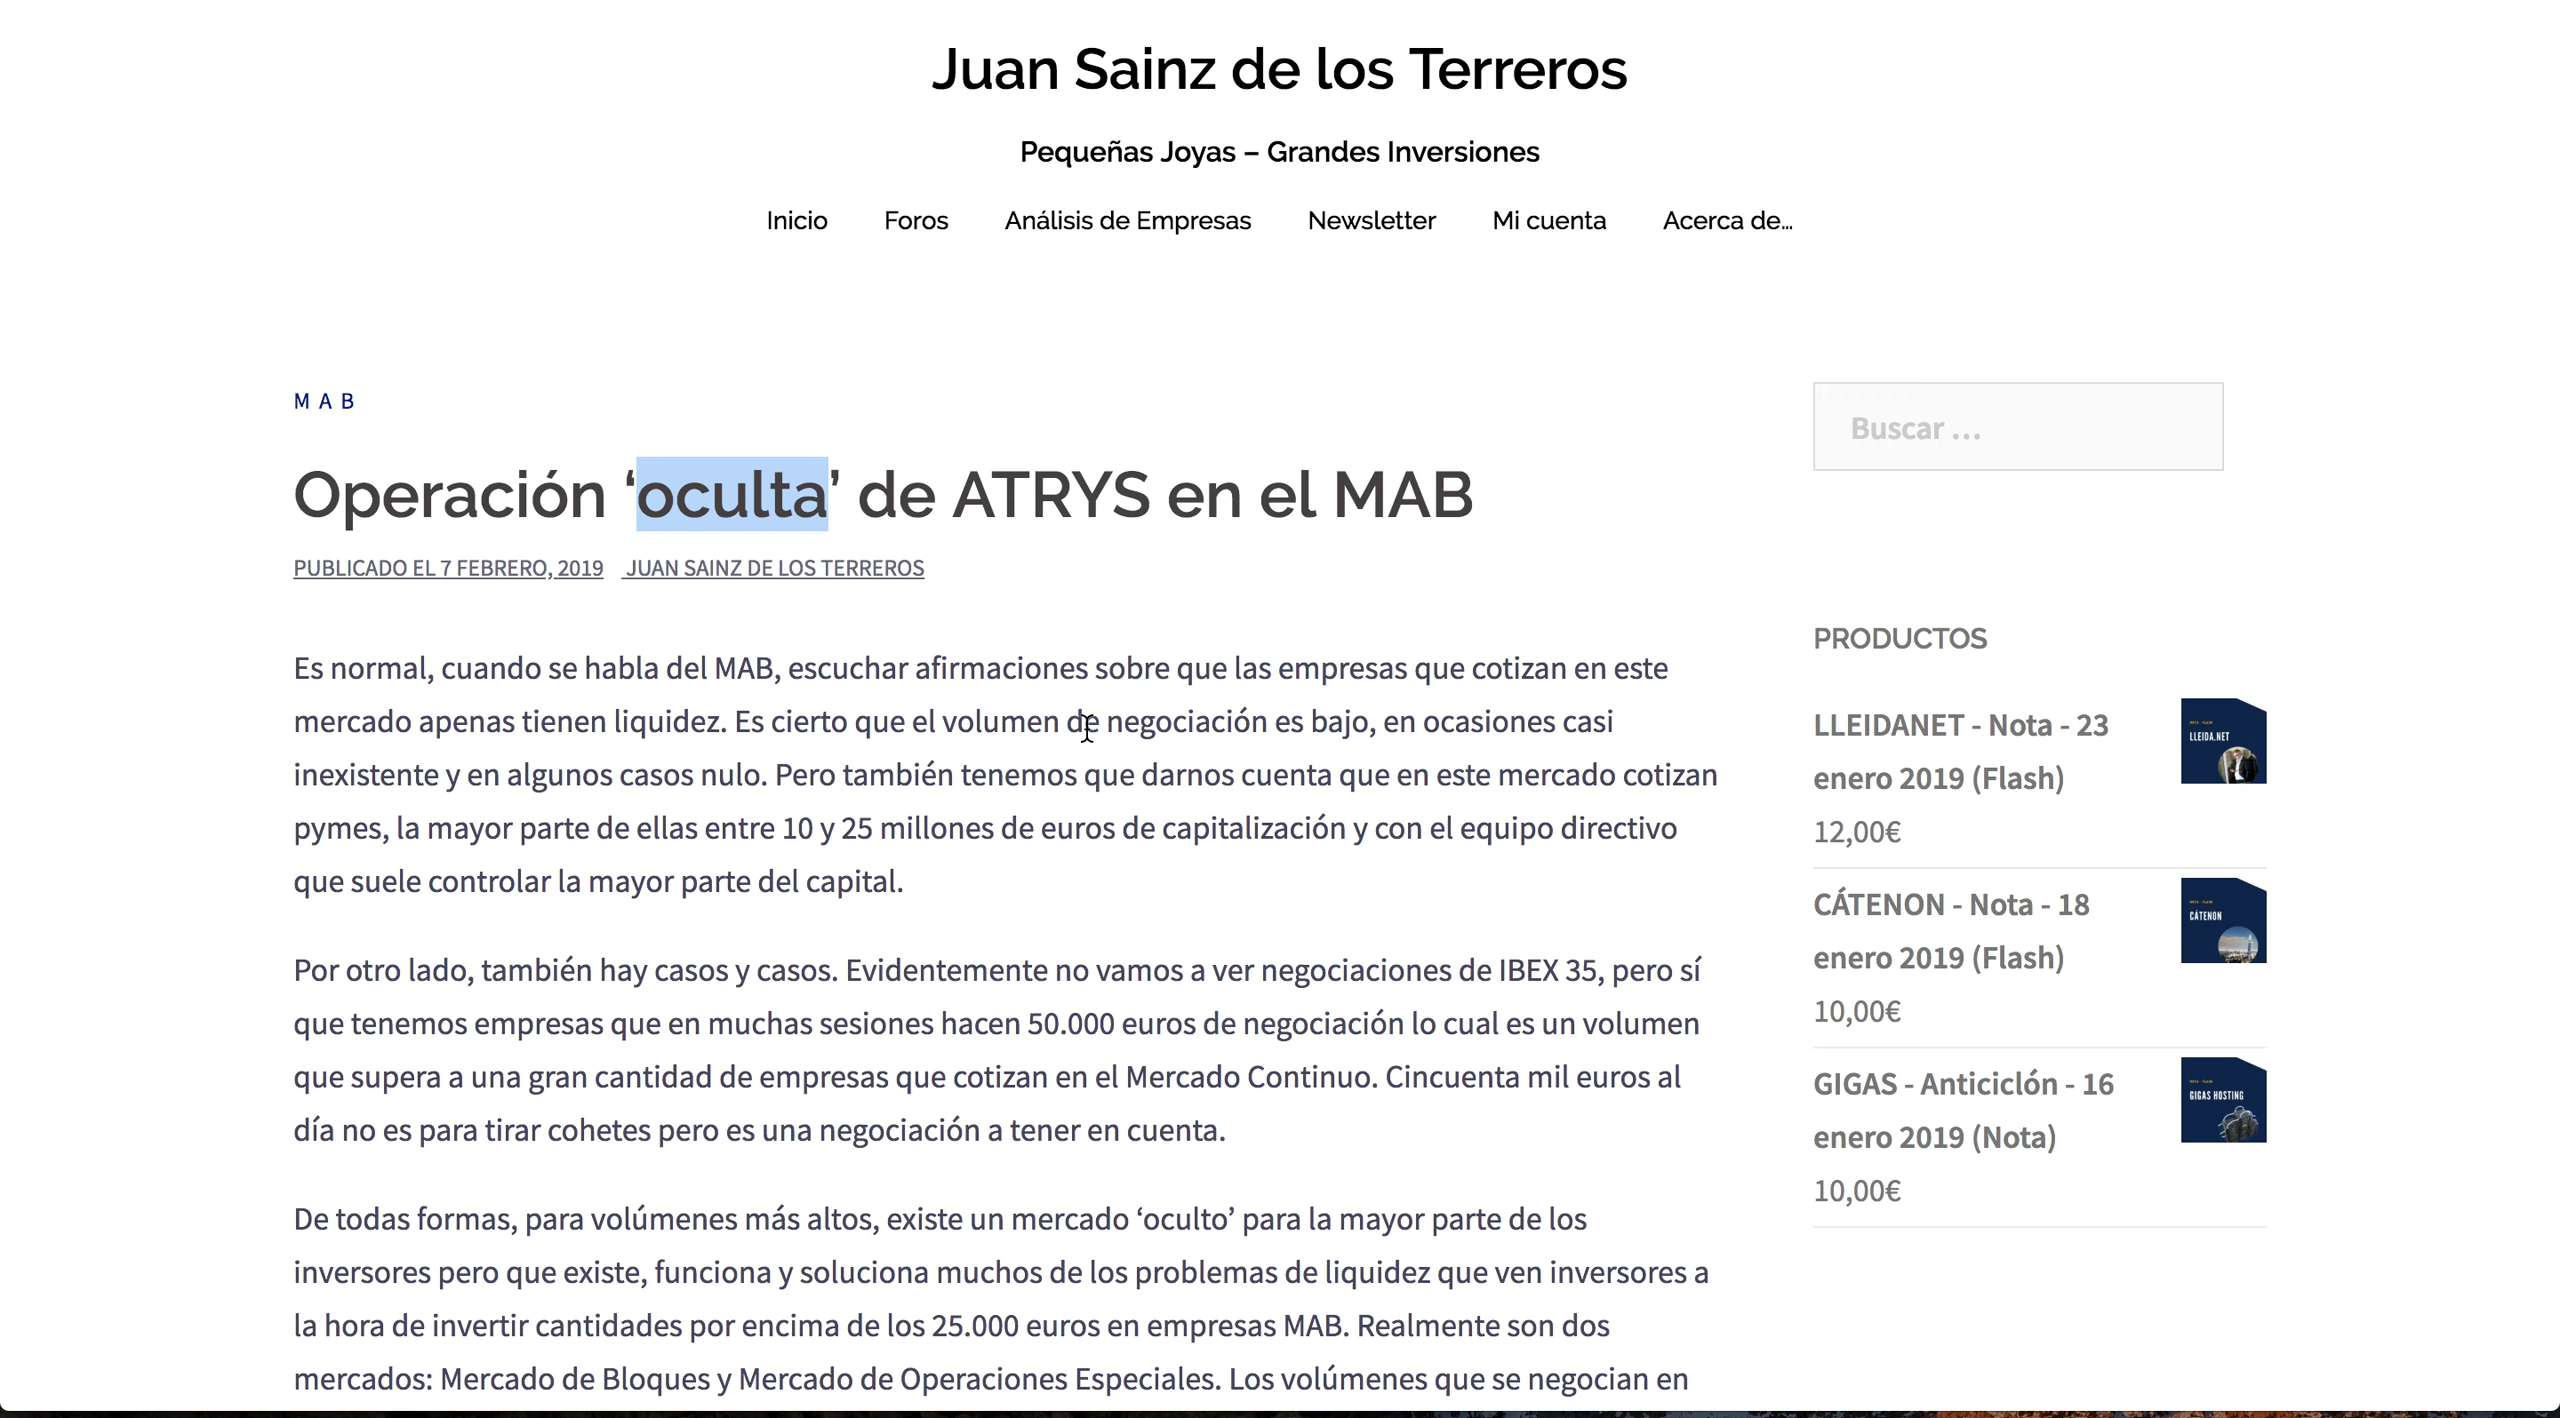 Juan Sainz de los Terreros
Pequeñas Joyas – Grandes Inversiones
Inicio Foros Análisis de Empresas Newsletter Mi cuenta Acerca de…
MAB
Operación ‘oculta’ de ATRYS en el MAB
PUBLICADO EL 7 FEBRERO, 2019 JUAN SAINZ DE LOS TERREROS
Es normal, cuando se habla del MAB, escuchar afirmaciones sobre que las empresas que cotizan en este
mercado apenas tienen liquidez. Es cierto que el volumen de negociación es bajo, en ocasiones casi
inexistente y en algunos casos nulo. Pero también tenemos que darnos cuenta que en este mercado cotizan
pymes, la mayor parte de ellas entre 10 y 25 millones de euros de capitalización y con el equipo directivo
que suele controlar la mayor parte del capital.
Por otro lado, también hay casos y casos. Evidentemente no vamos a ver negociaciones de IBEX 35, pero sí
que tenemos empresas que en muchas sesiones hacen 50.000 euros de negociación lo cual es un volumen
que supera a una gran cantidad de empresas que cotizan en el Mercado Continuo. Cincuenta mil euros al
día no es para tirar cohetes pero es una negociación a tener en cuenta.
De todas formas, para volúmenes más altos, existe un mercado ‘oculto’ para la mayor parte de los
inversores pero que existe, funciona y soluciona muchos de los problemas de liquidez que ven inversores a
la hora de invertir cantidades por encima de los 25.000 euros en empresas MAB. Realmente son dos
mercados: Mercado de Bloques y Mercado de Operaciones Especiales. Los volúmenes que se negocian en
Buscar …
PRODUCTOS
LLEIDANET - Nota - 23
enero 2019 (Flash)
12,00€
LLEIDA.NET
CÁTENON - Nota - 18
enero 2019 (Flash)
10,00€
CÁTENON
GIGAS - Anticiclón - 16
enero 2019 (Nota)
10,00€
GIGAS HOSTING